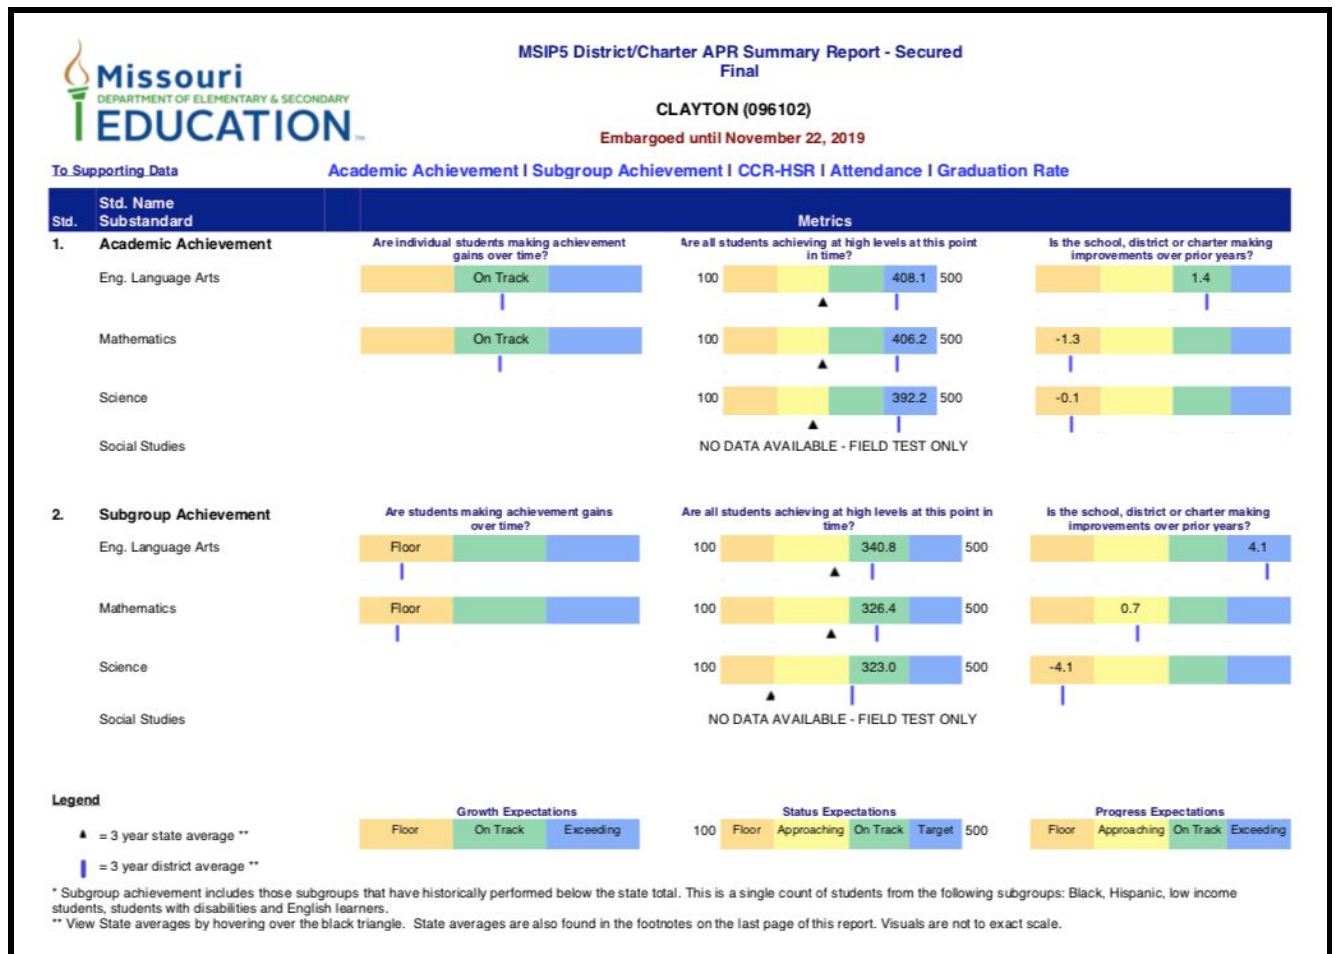 MSIP5 District/Charter APR Summary Report - Secured
Final
Missouri
DEPARTMENT OF ELEMENTARY & SECONDARY
EDUCATION™
CLAYTON (096102)
Embargoed until November 22, 2019
To Supporting Data
Academic Achievement I Subgroup Achievement I CCR-HSR I Attendance I Graduation Rate
Std. Name
Std. Substandard Metrics
1. Academic Achievement
Are individual students making achievement
gains over time?
Are all students achieving at high levels at this point
in time?
Is the school, district or charter making
improvements over prior years?
Eng. Language Arts On Track 100 408.1 500 1.4
Mathematics On Track 100 406.2 500 -1.3
Science 100 392.2 500 -0.1
Social Studies NO DATA AVAILABLE - FIELD TEST ONLY
2. Subgroup Achievement
Are students making achievement gains
over time?
Are all students achieving at high levels at this point in
time?
Is the school, district or charter making
improvements over prior years?
Eng. Language Arts Floor 100 340.8 500 4.1
Mathematics Floor 100 326.4 500 0.7
Science 100 323.0 500 -4.1
Social Studies NO DATA AVAILABLE - FIELD TEST ONLY
Legend
Growth Expectations Status Expectations Progress Expectations
Floor On Track Exceeding 100 Floor Approaching On Track Target 500 Floor Approaching On Track Exceeding
▲ = 3 year state average **
| = 3 year district average **
* Subgroup achievement includes those subgroups that have historically performed below the state total. This is a single count of students from the following subgroups: Black, Hispanic, low income
students, students with disabilities and English learners.
** View State averages by hovering over the black triangle. State averages are also found in the footnotes on the last page of this report. Visuals are not to exact scale.